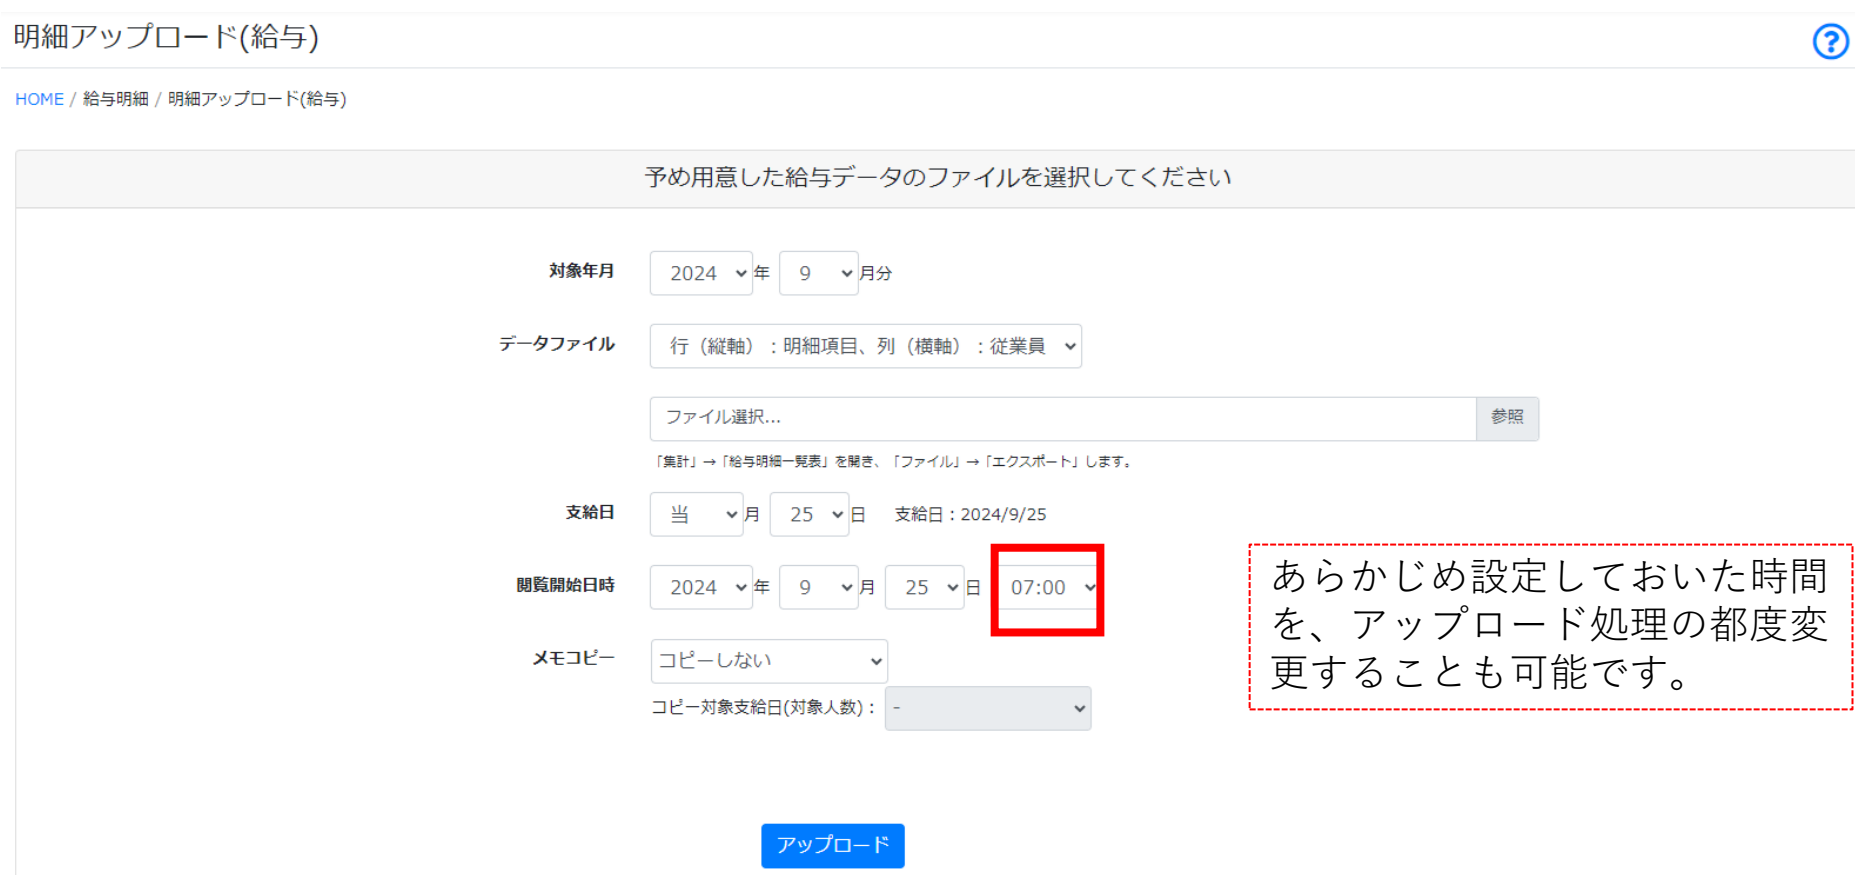 明細アップロード(給与)
HOME / 給与明細 / 明細アップロード(給与)
予め用意した給与データのファイルを選択してください
対象年月 2024 年 9 月分
データファイル 行（縦軸）：明細項目、列（横軸）：従業員
ファイル選択... 参照
「集計」→「給与明細一覧表」を開き、「ファイル」→「エクスポート」します。
支給日 当 月 25 日 支給日：2024/9/25
閲覧開始日時 2024 年 9 月 25 日 07:00
あらかじめ設定しておいた時間
を、アップロード処理の都度変
更することも可能です。
メモコピー コピーしない
コピー対象支給日(対象人数)： -
アップロード